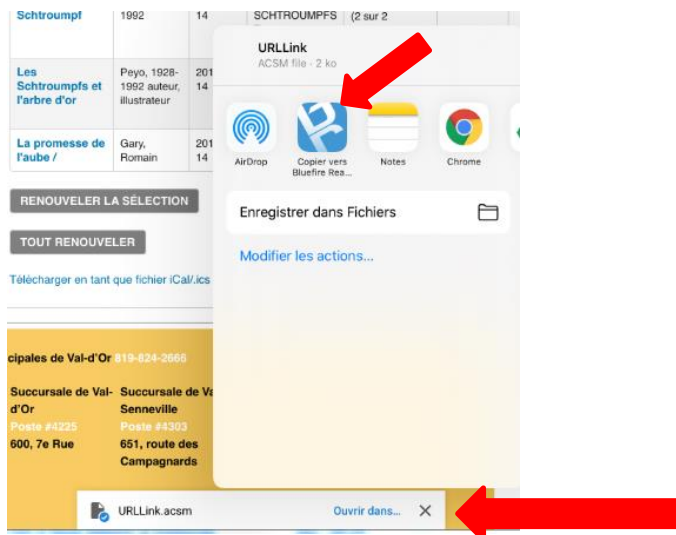 Schtroumpf
1992
14
SCHTROUMPFS
(2 sur 2
Les Schtroumpfs et l'arbre d'or
Peyo, 1928-1992 auteur, illustrateur
201
14
La promesse de l'aube /
Gary, Romain
201
14
RENOUVELER LA SÉLECTION
TOUT RENOUVELER
Télécharger en tant que fichier iCal/.ics
URLLink
ACSM file · 2 ko
AirDrop
Copier vers Bluefire Rea...
Notes
Chrome
Enregistrer dans Fichiers
Modifier les actions...
cipales de Val-d'Or 819-824-2666
Succursale de Val-d'Or
Poste #4225
600, 7e Rue
Succursale de Va
Senneville
Poste #4303
651, route des Campagnards
URLLink.acsm
Ouvrir dans...